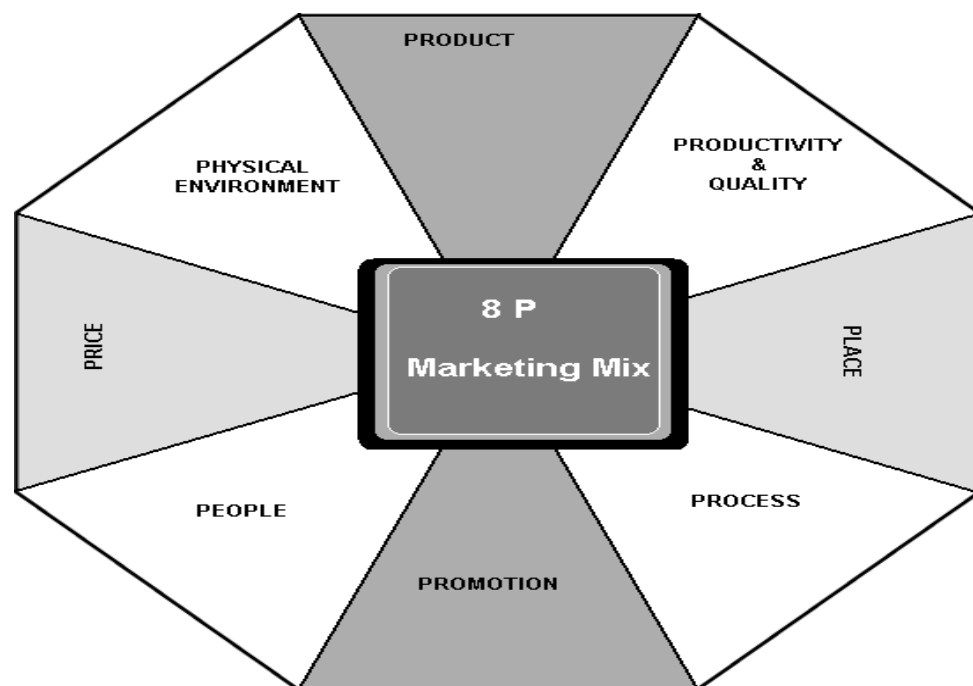 PRODUCT
PHYSICAL
ENVIRONMENT
PRODUCTIVITY
&
QUALITY
8 P
Marketing Mix
PRICE
PLACE
PEOPLE
PROCESS
PROMOTION